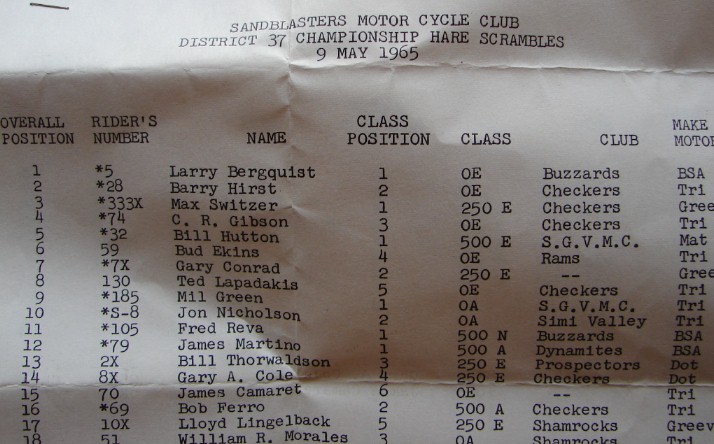 SANDBLASTERS MOTOR CYCLE CLUB
DISTRICT 37 CHAMPIONSHIP HARE SCRAMBLES
9 MAY 1965
OVERALL RIDER'S CLASS MAKE
POSITION NUMBER NAME POSITION CLASS CLUB MOTOR
1 *5 Larry Bergquist 1 OE Buzzards BSA
2 *28 Barry Hirst 2 OE Checkers Tri
3 *333X Max Switzer 1 250 E Checkers Gree
4 *74 C. R. Gibson 3 OE Checkers Tri
5 *32 Bill Hutton 1 500 E S.G.V.M.C. Mat
6 59 Bud Ekins 4 OE Rams Tri
7 *7X Gary Conrad 2 250 E -- Gree
8 130 Ted Lapadakis 5 OE Checkers Tri
9 *185 Mil Green 1 OA S.G.V.M.C. Tri
10 *S-8 Jon Nicholson 2 OA Simi Valley Tri
11 *105 Fred Reva 1 500 N Buzzards BSA
12 *79 James Martino 1 500 A Dynamites BSA
13 2X Bill Thorwaldson 3 250 E Prospectors Dot
14 8X Gary A. Cole 4 250 E Checkers Dot
15 70 James Camaret 6 OE -- Tri
16 *69 Bob Ferro 2 500 A Checkers Tri
17 10X Lloyd Lingelback 5 250 E Shamrocks Greev
18 51 William R. Morales 3 OA Shamrocks Tri